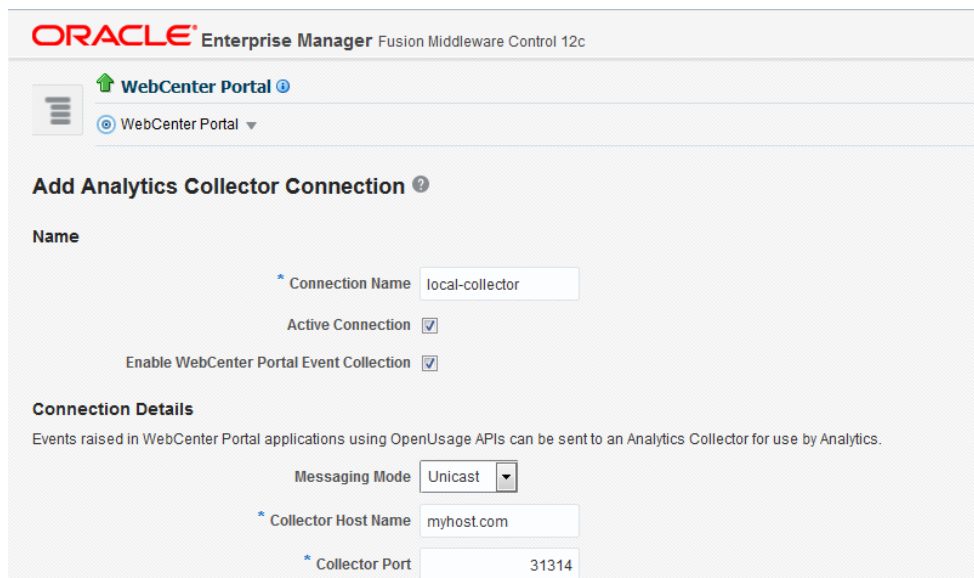 ORACLE Enterprise Manager Fusion Middleware Control 12c
WebCenter Portal
WebCenter Portal
Add Analytics Collector Connection
Name
* Connection Name local-collector
Active Connection
Enable WebCenter Portal Event Collection
Connection Details
Events raised in WebCenter Portal applications using OpenUsage APIs can be sent to an Analytics Collector for use by Analytics.
Messaging Mode Unicast
* Collector Host Name myhost.com
* Collector Port 31314